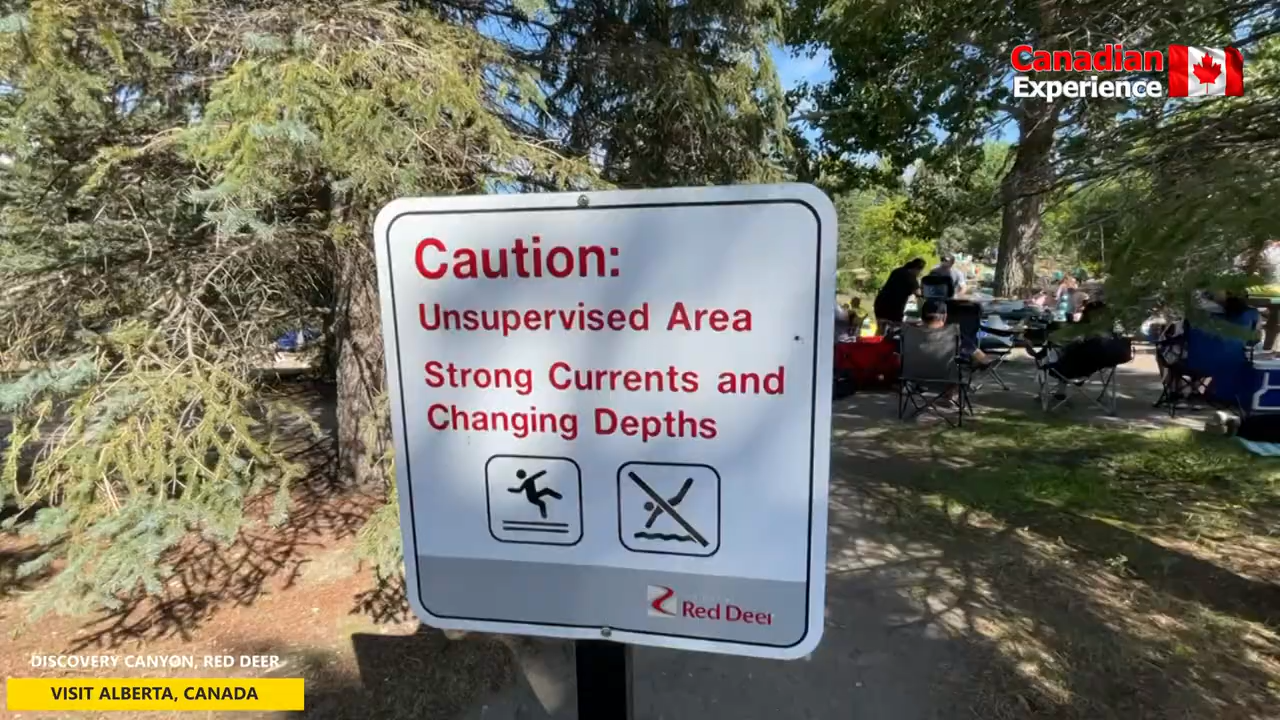 Canadian
Experience
Caution:
Unsupervised Area
Strong Currents and
Changing Depths
Red Deer
DISCOVERY CANYON, RED DEER
VISIT ALBERTA, CANADA